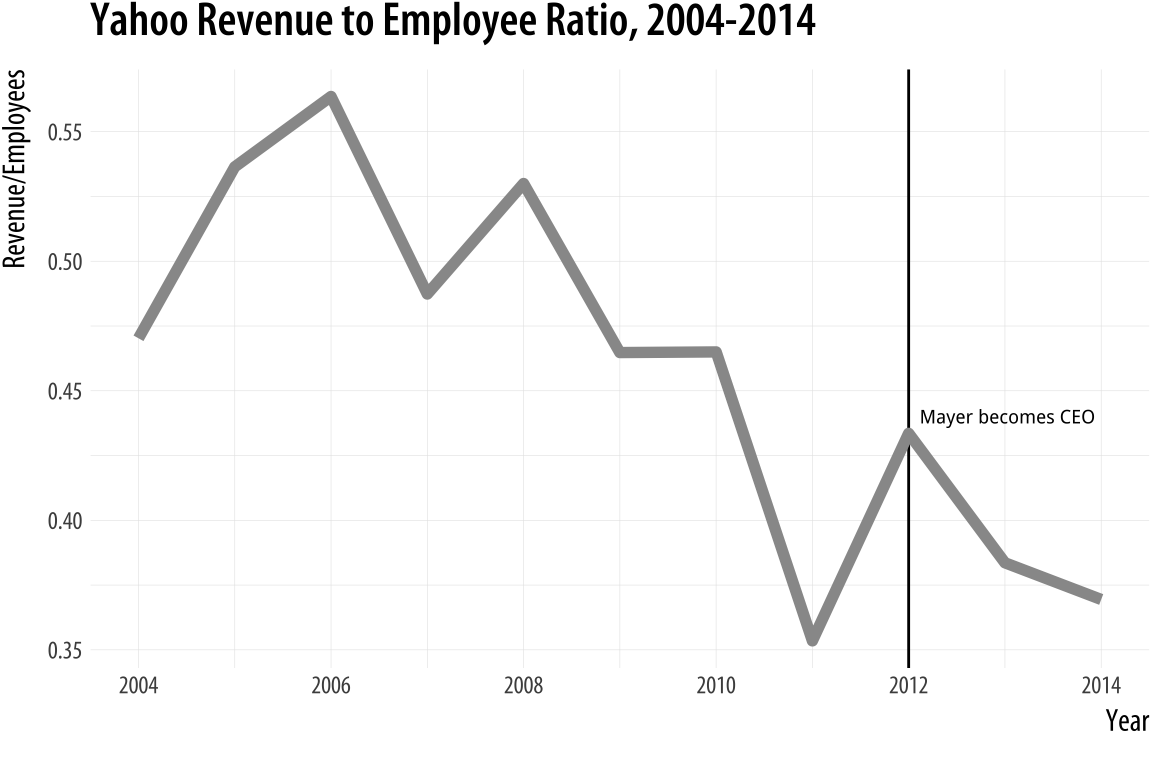 Yahoo Revenue to Employee Ratio, 2004-2014
Revenue/Employees
0.55
0.50
0.45
Mayer becomes CEO
0.40
0.35
2004 2006 2008 2010 2012 2014
Year